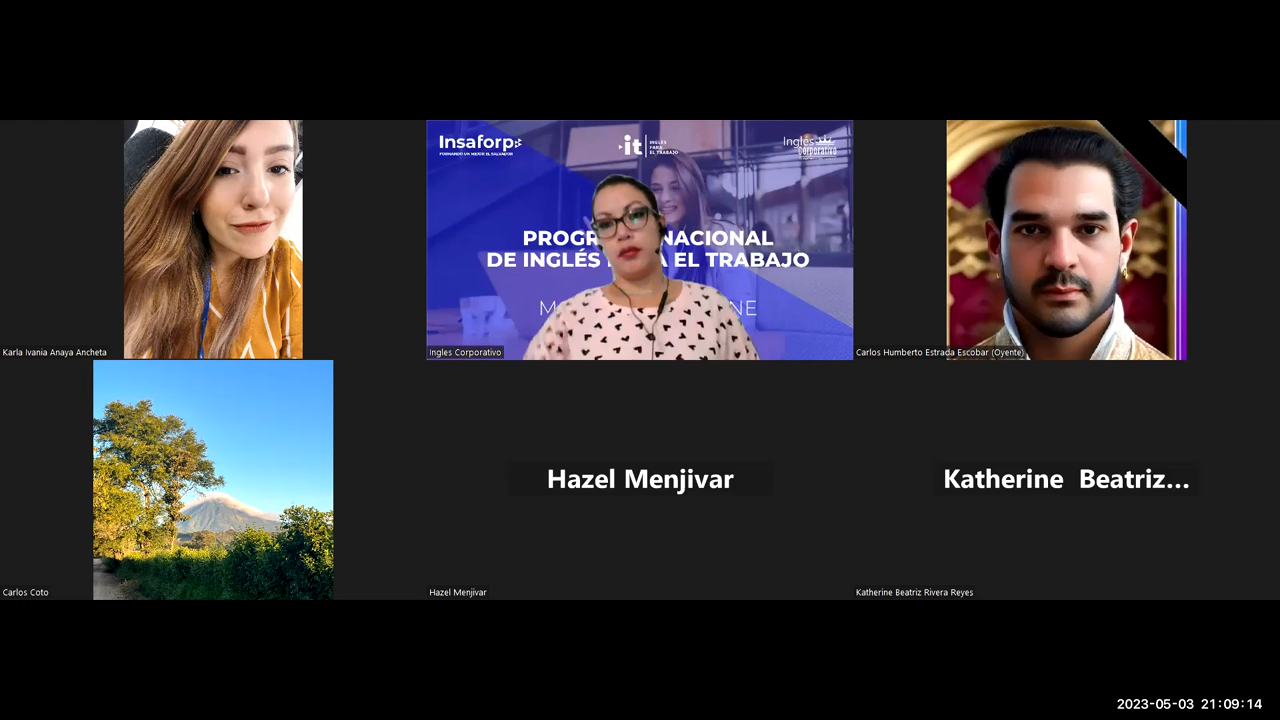 Insaforp
FORMANDO UN MEJOR EL SALVADOR
it
INGLÉS
PARA
EL TRABAJO
Inglés
Corporativo
PROGR NACIONAL
DE INGLÉS A EL TRABAJO
M NE
Karla Ivania Anaya Ancheta
Ingles Corporativo
Carlos Humberto Estrada Escobar (Oyente)
Hazel Menjivar
Katherine Beatriz...
Carlos Coto
Hazel Menjivar
Katherine Beatriz Rivera Reyes
2023-05-03 21:09:14